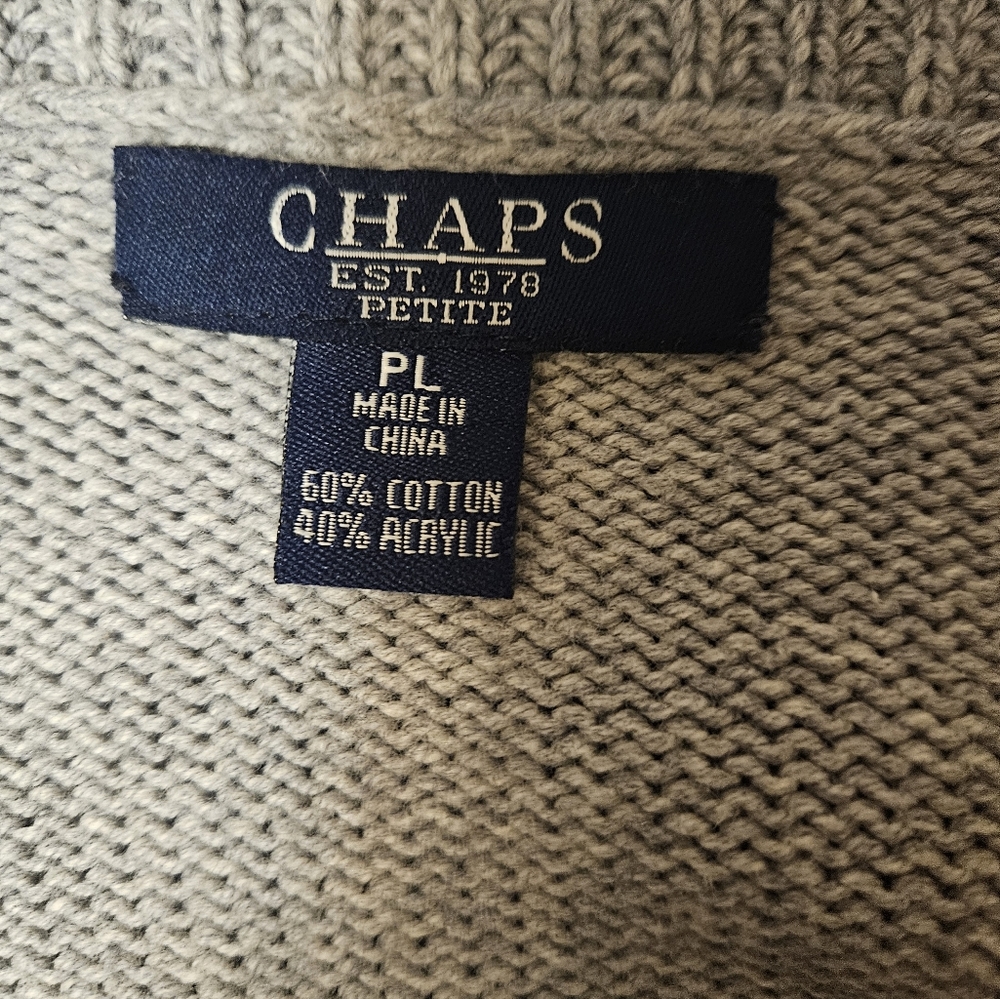 CHAPS
EST. 1978
PETITE
PL
MADE IN
CHINA
60% COTTON
40% ACRYLIC